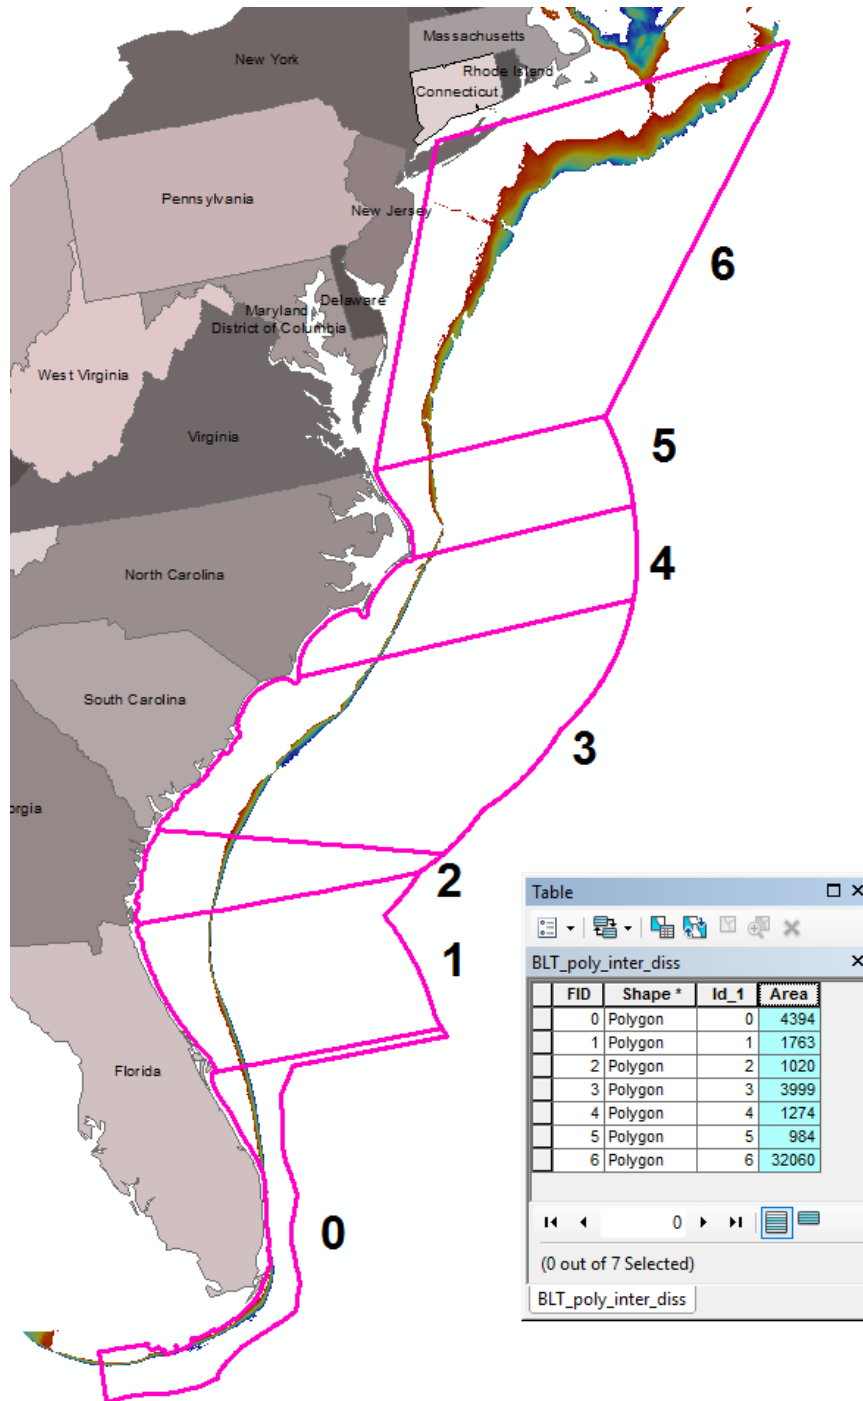 Massachusetts
New York
Rhode Island
Connecticut
Pennsylvania
New Jersey
6
Delaware
Maryland
District of Columbia
West Virginia
Virginia
5
4
North Carolina
South Carolina
3
orgia
2
1
Florida
0
Table
BLT_poly_inter_diss
FID Shape * Id_1 Area
0 Polygon 0 4394
1 Polygon 1 1763
2 Polygon 2 1020
3 Polygon 3 3999
4 Polygon 4 1274
5 Polygon 5 984
6 Polygon 6 32060
0
(0 out of 7 Selected)
BLT_poly_inter_diss